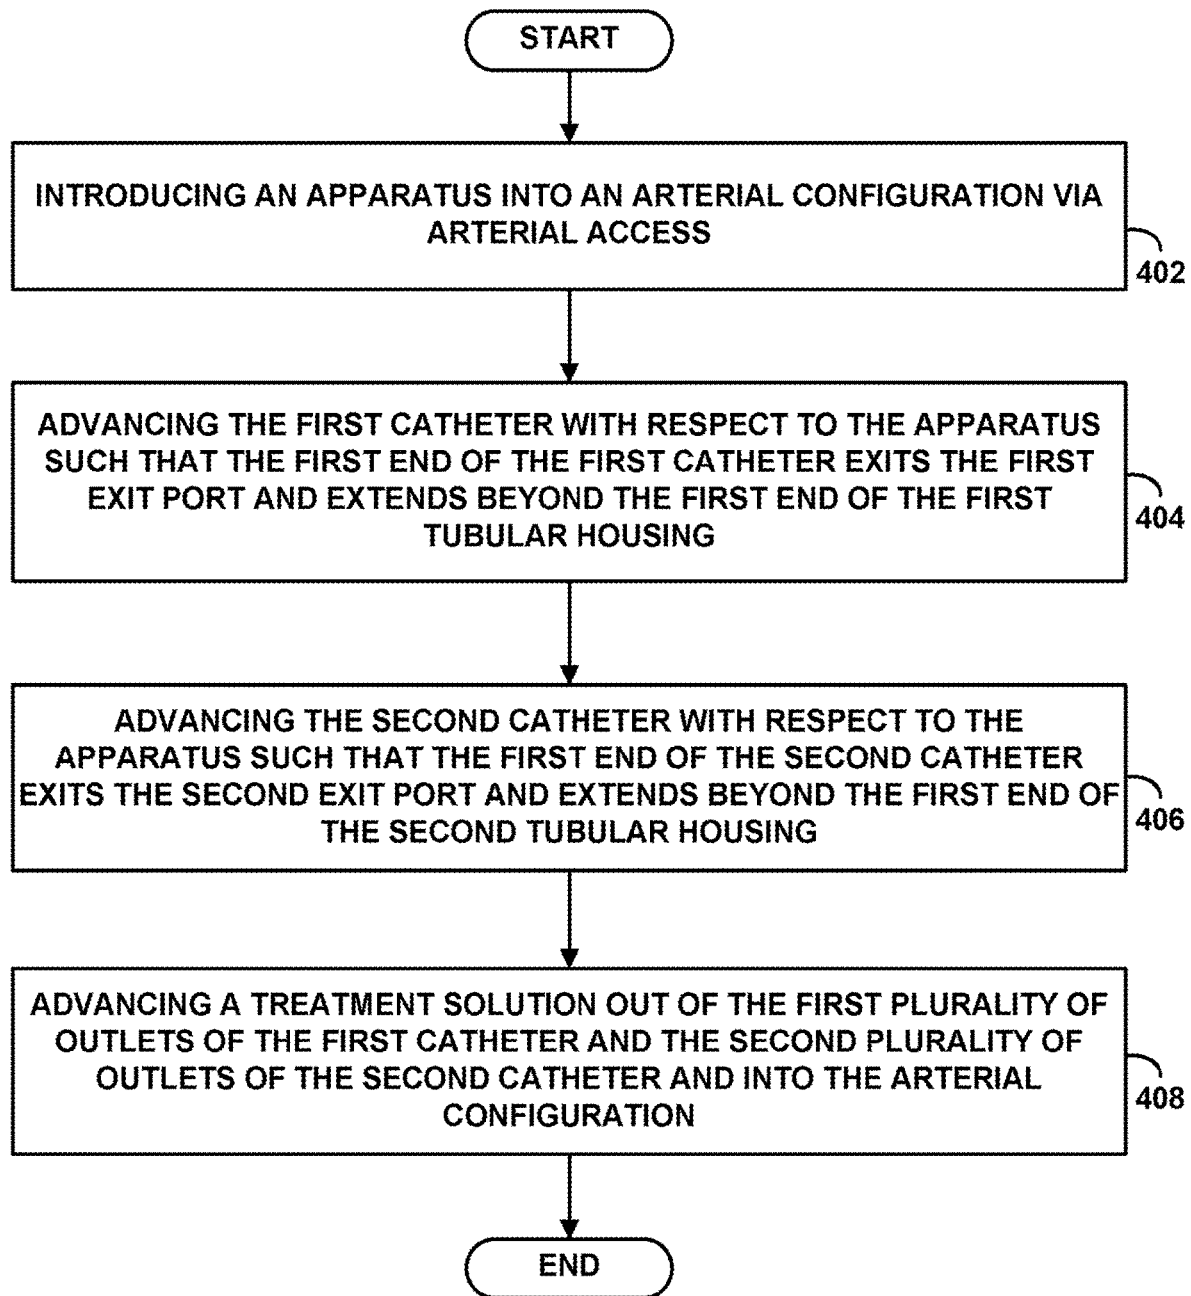 START
INTRODUCING AN APPARATUS INTO AN ARTERIAL CONFIGURATION VIA
ARTERIAL ACCESS
402
ADVANCING THE FIRST CATHETER WITH RESPECT TO THE APPARATUS
SUCH THAT THE FIRST END OF THE FIRST CATHETER EXITS THE FIRST
EXIT PORT AND EXTENDS BEYOND THE FIRST END OF THE FIRST
TUBULAR HOUSING
404
ADVANCING THE SECOND CATHETER WITH RESPECT TO THE
APPARATUS SUCH THAT THE FIRST END OF THE SECOND CATHETER
EXITS THE SECOND EXIT PORT AND EXTENDS BEYOND THE FIRST END OF
THE SECOND TUBULAR HOUSING
406
ADVANCING A TREATMENT SOLUTION OUT OF THE FIRST PLURALITY OF
OUTLETS OF THE FIRST CATHETER AND THE SECOND PLURALITY OF
OUTLETS OF THE SECOND CATHETER AND INTO THE ARTERIAL
CONFIGURATION
408
END